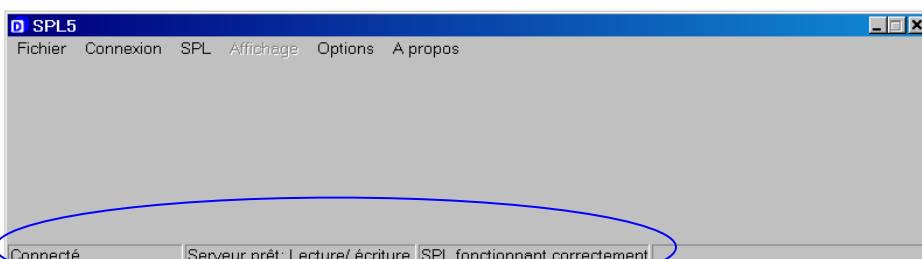 SPL5
Fichier Connexion SPL Affichage Options A propos
Connecté Serveur prêt: Lecture/ écriture SPL fonctionnant correctement